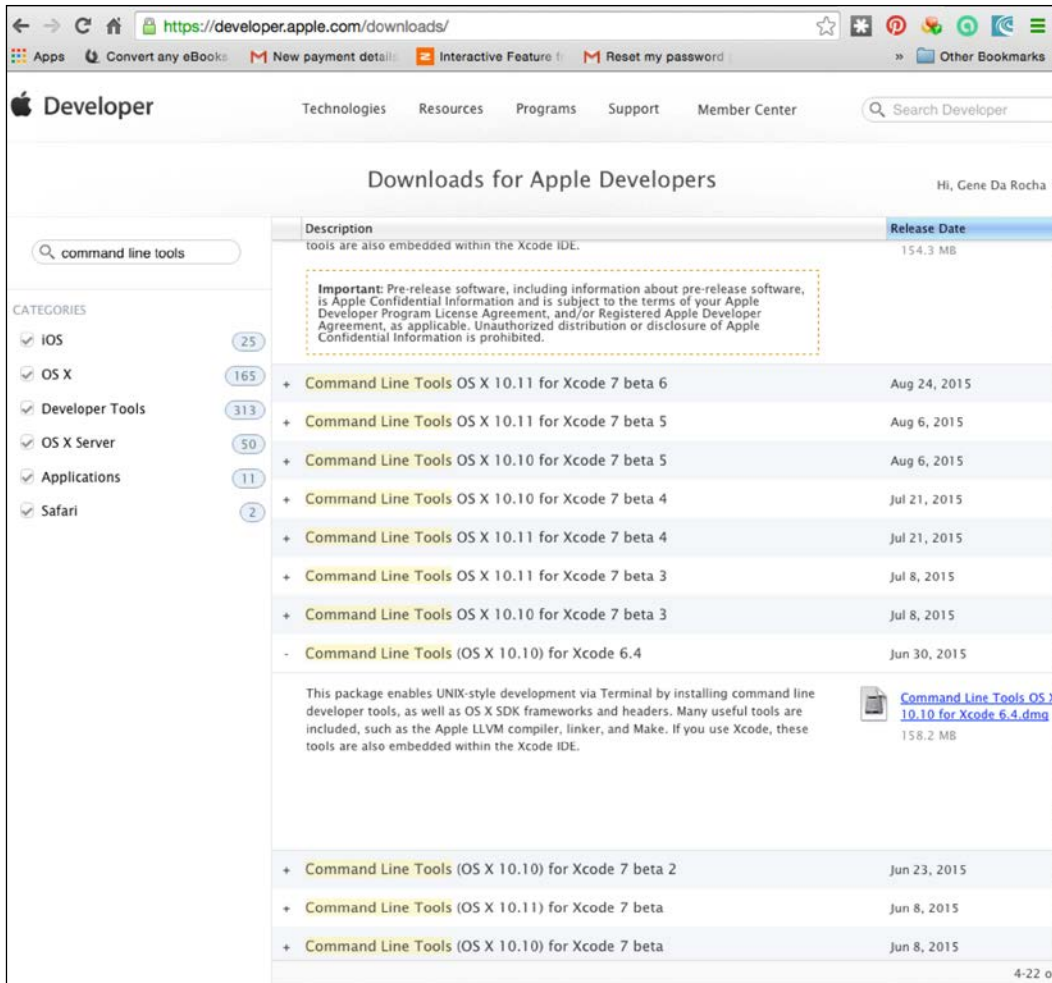 https://developer.apple.com/downloads/
Apps Convert any eBooks New payment details Interactive Feature Reset my password » Other Bookmarks
Developer Technologies Resources Programs Support Member Center Search Developer
Downloads for Apple Developers Hi, Gene Da Rocha
command line tools
CATEGORIES
iOS 25
OS X 165
Developer Tools 313
OS X Server 50
Applications 11
Safari 2
Description Release Date
tools are also embedded within the Xcode IDE. 154.3 MB
Important: Pre-release software, including information about pre-release software,
is Apple Confidential Information and is subject to the terms of your Apple
Developer Program License Agreement, and/or Registered Apple Developer
Agreement, as applicable. Unauthorized distribution or disclosure of Apple
Confidential Information is prohibited.
+ Command Line Tools OS X 10.11 for Xcode 7 beta 6 Aug 24, 2015
+ Command Line Tools OS X 10.11 for Xcode 7 beta 5 Aug 6, 2015
+ Command Line Tools OS X 10.10 for Xcode 7 beta 5 Aug 6, 2015
+ Command Line Tools OS X 10.10 for Xcode 7 beta 4 Jul 21, 2015
+ Command Line Tools OS X 10.11 for Xcode 7 beta 4 Jul 21, 2015
+ Command Line Tools OS X 10.11 for Xcode 7 beta 3 Jul 8, 2015
+ Command Line Tools OS X 10.10 for Xcode 7 beta 3 Jul 8, 2015
- Command Line Tools (OS X 10.10) for Xcode 6.4 Jun 30, 2015
This package enables UNIX-style development via Terminal by installing command line
developer tools, as well as OS X SDK frameworks and headers. Many useful tools are
included, such as the Apple LLVM compiler, linker, and Make. If you use Xcode, these
tools are also embedded within the Xcode IDE.
Command Line Tools OS X
10.10 for Xcode 6.4.dmg
158.2 MB
+ Command Line Tools (OS X 10.10) for Xcode 7 beta 2 Jun 23, 2015
+ Command Line Tools (OS X 10.11) for Xcode 7 beta Jun 8, 2015
+ Command Line Tools (OS X 10.10) for Xcode 7 beta Jun 8, 2015
4-22 o